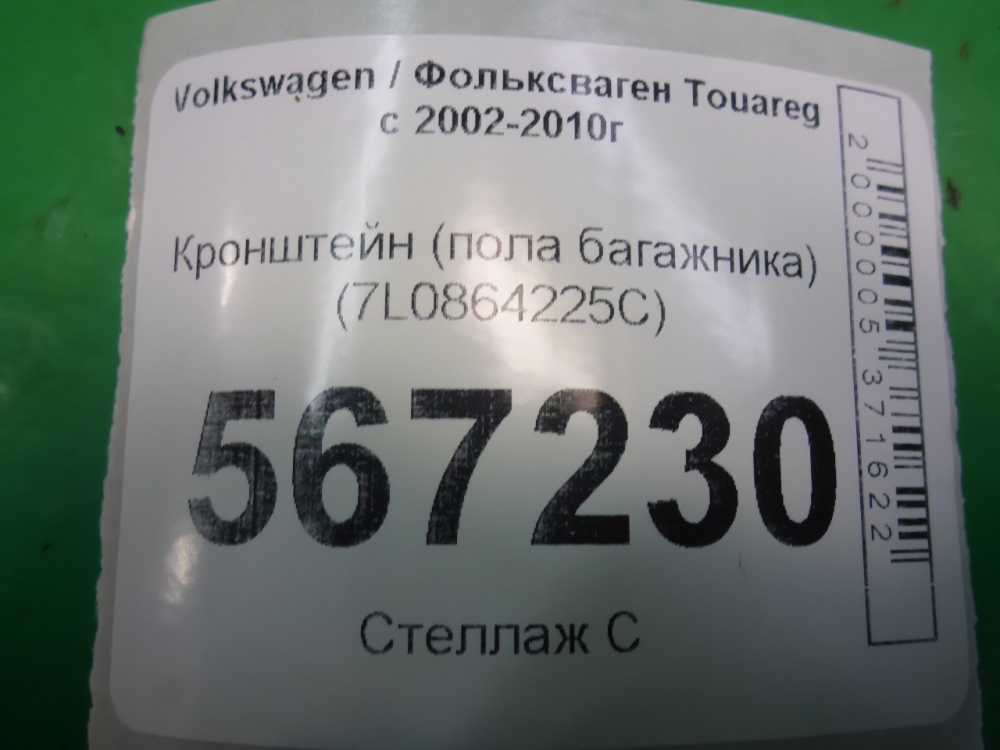 Volkswagen / Фольксваген Touareg
с 2002-2010г
Кронштейн (пола багажника)
(7L0864225C)
567230
Стеллаж С
2000005371622